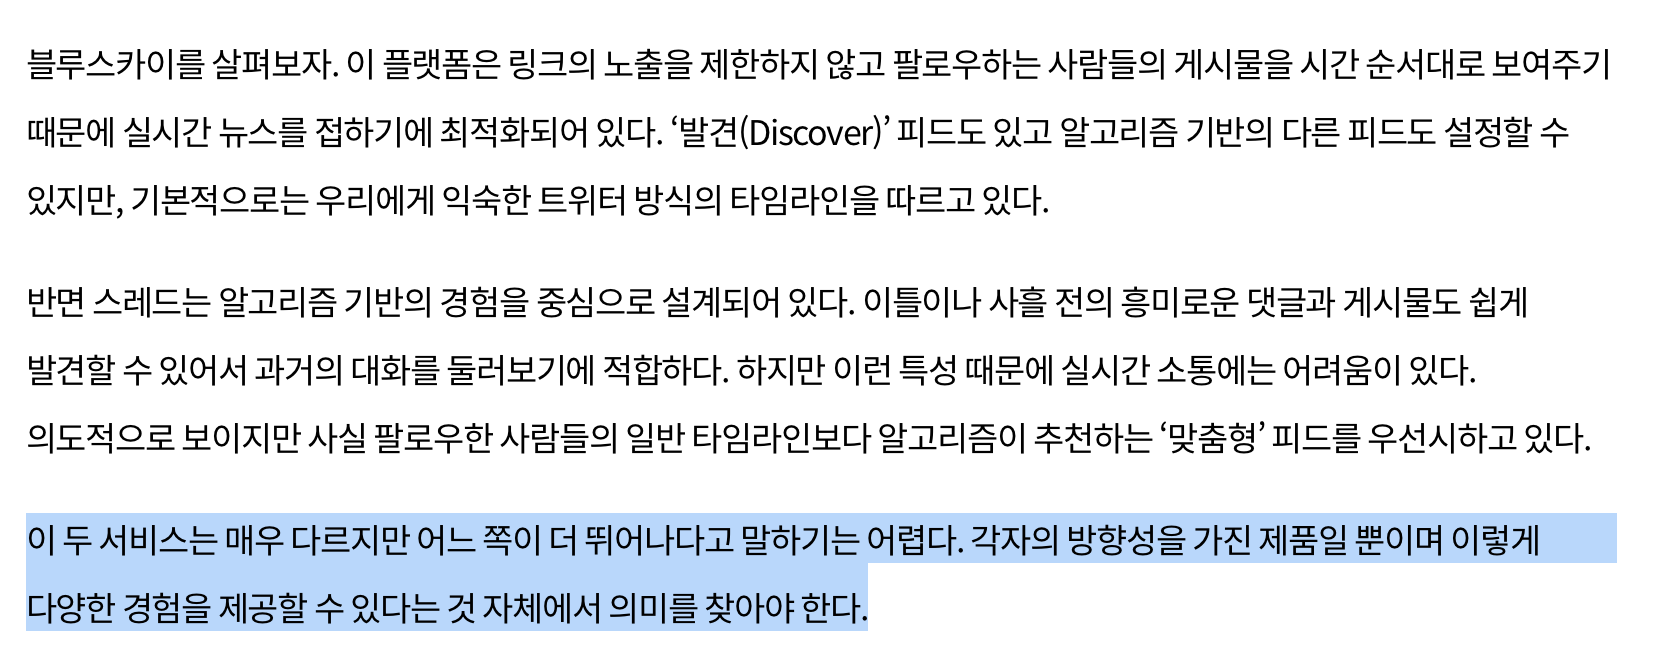 블루스카이를 살펴보자. 이 플랫폼은 링크의 노출을 제한하지 않고 팔로우하는 사람들의 게시물을 시간 순서대로 보여주기
때문에 실시간 뉴스를 접하기에 최적화되어 있다. ‘발견(Discover)’ 피드도 있고 알고리즘 기반의 다른 피드도 설정할 수
있지만, 기본적으로는 우리에게 익숙한 트위터 방식의 타임라인을 따르고 있다.
반면 스레드는 알고리즘 기반의 경험을 중심으로 설계되어 있다. 이틀이나 사흘 전의 흥미로운 댓글과 게시물도 쉽게
발견할 수 있어서 과거의 대화를 둘러보기에 적합하다. 하지만 이런 특성 때문에 실시간 소통에는 어려움이 있다.
의도적으로 보이지만 사실 팔로우한 사람들의 일반 타임라인보다 알고리즘이 추천하는 ‘맞춤형’ 피드를 우선시하고 있다.
이 두 서비스는 매우 다르지만 어느 쪽이 더 뛰어나다고 말하기는 어렵다. 각자의 방향성을 가진 제품일 뿐이며 이렇게
다양한 경험을 제공할 수 있다는 것 자체에서 의미를 찾아야 한다.